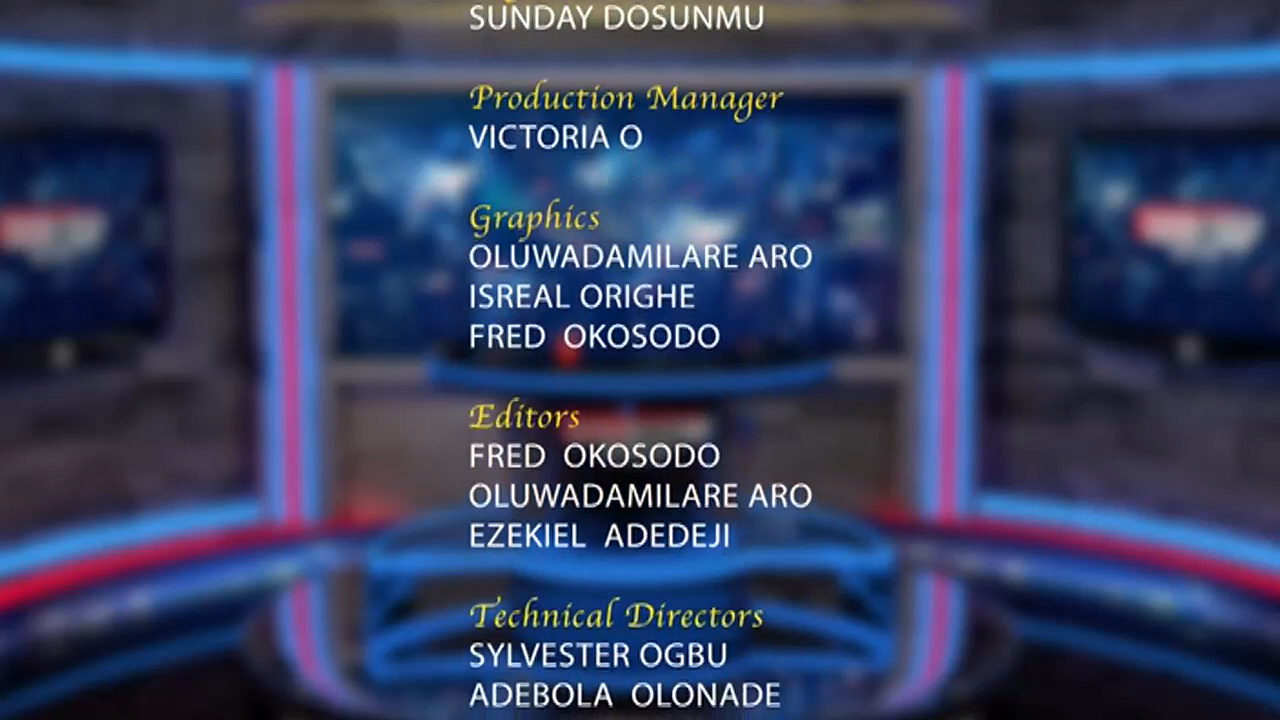 SUNDAY DOSUNMU
Production Manager
VICTORIA O
Graphics
OLUWADAMILARE ARO
ISREAL ORIGHE
FRED OKOSODO
Editors
FRED OKOSODO
OLUWADAMILARE ARO
EZEKIEL ADEDEJI
Technical Directors
SYLVESTER OGBU
ADEBOLA OLONADE